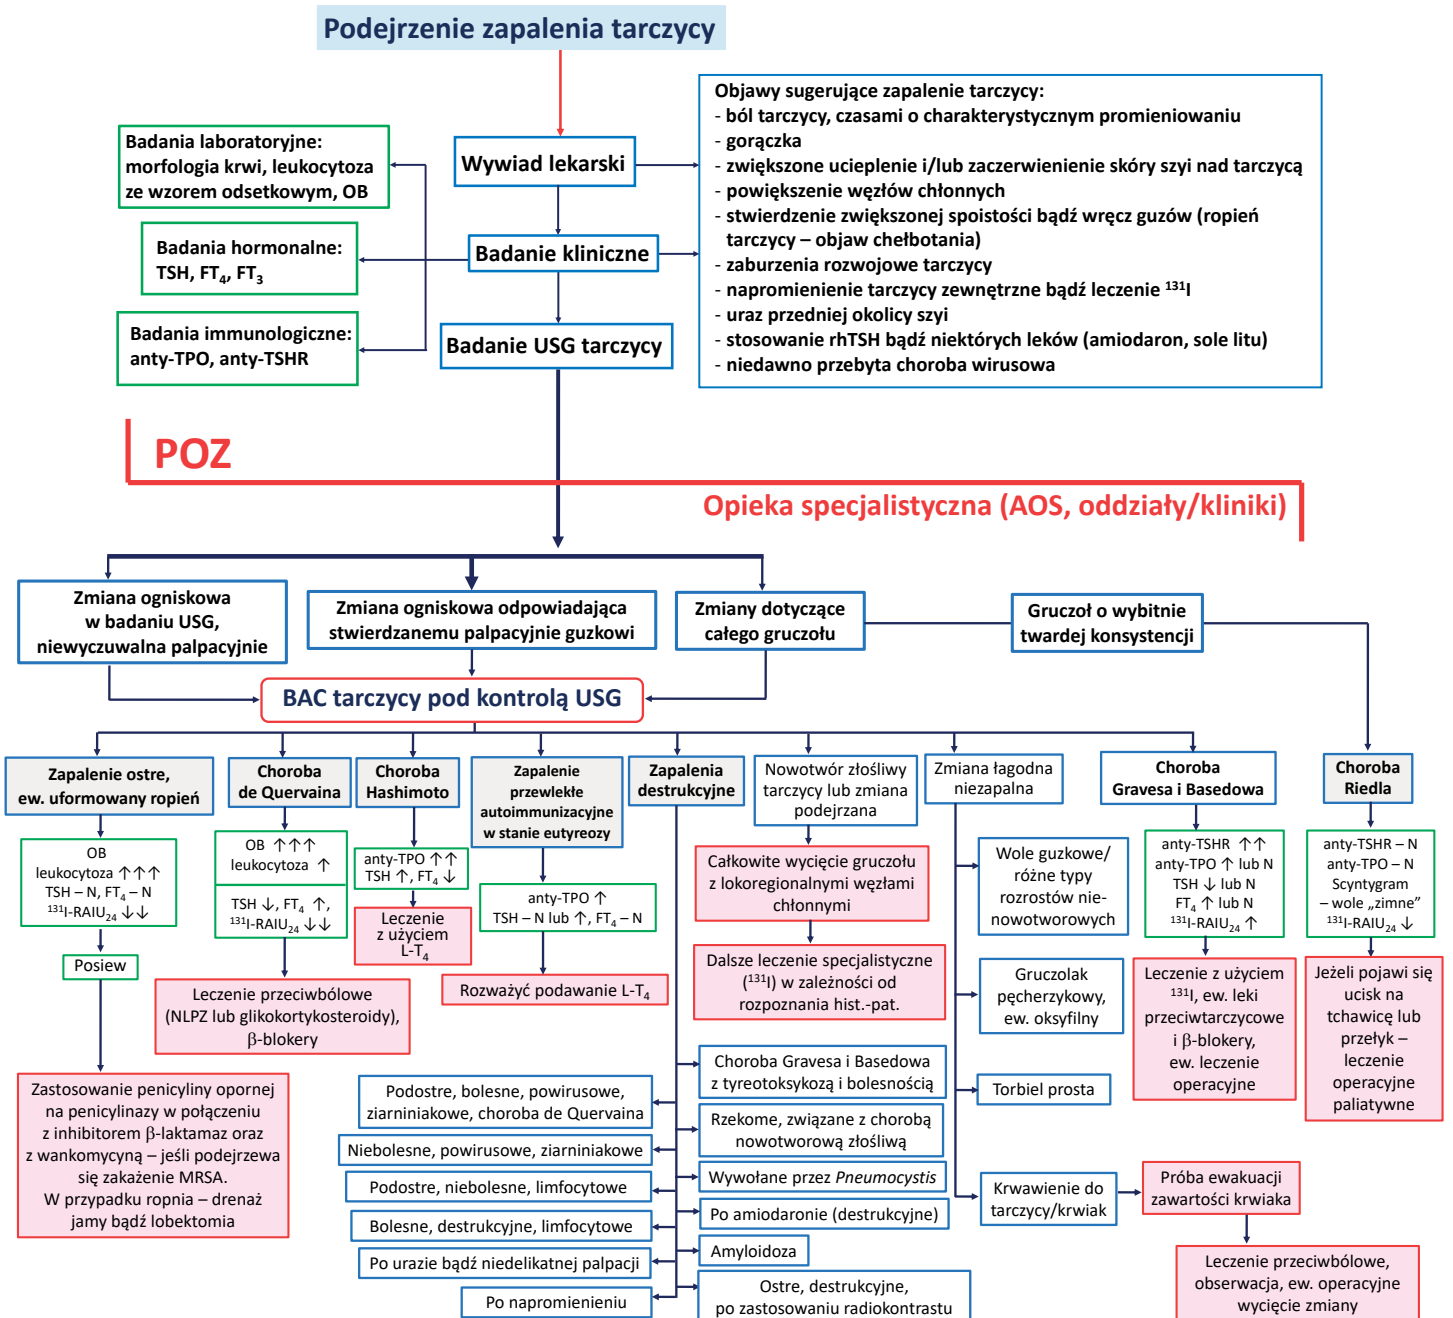 Podejrzenie zapalenia tarczycy
Wywiad lekarski
Badanie kliniczne
Badanie USG tarczycy
Badania laboratoryjne:
morfologia krwi, leukocytoza
ze wzorem odsetkowym, OB
Badania hormonalne:
TSH, FT₄, FT₃
Badania immunologiczne:
anty-TPO, anty-TSHR
Objawy sugerujące zapalenie tarczycy:
- ból tarczycy, czasami o charakterystycznym promieniowaniu
- gorączka
- zwiększone ucieplenie i/lub zaczerwienienie skóry szyi nad tarczycą
- powiększenie węzłów chłonnych
- stwierdzenie zwiększonej spoistości bądź wręcz guzów (ropień
tarczycy – objaw chełbotania)
- zaburzenia rozwojowe tarczycy
- napromienienie tarczycy zewnętrzne bądź leczenie ¹³¹I
- uraz przedniej okolicy szyi
- stosowanie rhTSH bądź niektórych leków (amiodaron, sole litu)
- niedawno przebyta choroba wirusowa
POZ
Opieka specjalistyczna (AOS, oddziały/kliniki)
Zmiana ogniskowa
w badaniu USG,
niewyczuwalna palpacyjnie
Zmiana ogniskowa odpowiadająca
stwierdzanemu palpacyjnie guzkowi
Zmiany dotyczące
całego gruczołu
Gruczoł o wybitnie
twardej konsystencji
BAC tarczycy pod kontrolą USG
Zapalenie ostre,
ew. uformowany ropień
OB
leukocytoza ↑↑↑
TSH – N, FT₄ – N
¹³¹I-RAIU₂₄ ↓↓
Posiew
Zastosowanie penicyliny opornej
na penicylinazy w połączeniu
z inhibitorem β-laktamaz oraz
z wankomycyną – jeśli podejrzewa
się zakażenie MRSA.
W przypadku ropnia – drenaż
jamy bądź lobektomia
Choroba
de Quervaina
OB ↑↑↑
leukocytoza ↑
TSH ↓, FT₄ ↑,
¹³¹I-RAIU₂₄ ↓↓
Leczenie przeciwbólowe
(NLPZ lub glikokortykosteroidy),
β-blokery
Choroba
Hashimoto
anty-TPO ↑↑
TSH ↑, FT₄ ↓
Leczenie
z użyciem
L-T₄
Zapalenie
przewlekłe
autoimmunizacyjne
w stanie eutyreozy
anty-TPO ↑
TSH – N lub ↑, FT₄ – N
Rozważyć podawanie L-T₄
Zapalenia
destrukcyjne
Podostre, bolesne, powirusowe,
ziarniniakowe, choroba de Quervaina
Niebolesne, powirusowe, ziarniniakowe
Podostre, niebolesne, limfocytowe
Bolesne, destrukcyjne, limfocytowe
Po urazie bądź niedelikatnej palpacji
Po napromienieniu
Choroba Gravesa i Basedowa
z tyreotoksykozą i bolesnością
Rzekome, związane z chorobą
nowotworową złośliwą
Wywołane przez Pneumocystis
Po amiodaronie (destrukcyjne)
Amyloidoza
Ostre, destrukcyjne,
po zastosowaniu radiokontrastu
Nowotwór złośliwy
tarczycy lub zmiana
podejrzana
Całkowite wycięcie gruczołu
z lokoregionalnymi węzłami
chłonnymi
Dalsze leczenie specjalistyczne
(¹³¹I) w zależności od
rozpoznania hist.-pat.
Zmiana łagodna
niezapalna
Wole guzkowe/
różne typy
rozrostów nie-
nowotworowych
Gruczolak
pęcherzykowy,
ew. oksyfilny
Torbiel prosta
Krwawienie do
tarczycy/krwiak
Próba ewakuacji
zawartości krwiaka
Leczenie przeciwbólowe,
obserwacja, ew. operacyjne
wycięcie zmiany
Choroba
Gravesa i Basedowa
anty-TSHR ↑↑
anty-TPO ↑ lub N
TSH ↓ lub N
FT₄ ↑ lub N
¹³¹I-RAIU₂₄ ↑
Leczenie z użyciem
¹³¹I, ew. leki
przeciwtarczycowe
i β-blokery,
ew. leczenie
operacyjne
Choroba
Riedla
anty-TSHR – N
anty-TPO – N
Scyntygram
– wole „zimne”
¹³¹I-RAIU₂₄ ↓
Jeżeli pojawi się
ucisk na
tchawicę lub
przełyk –
leczenie
operacyjne
paliatywne